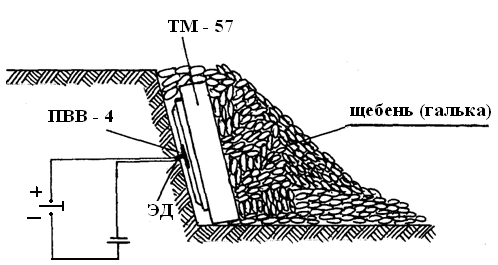 ТМ - 57
щебень (галька)
ПВВ - 4
ЭД
+
–